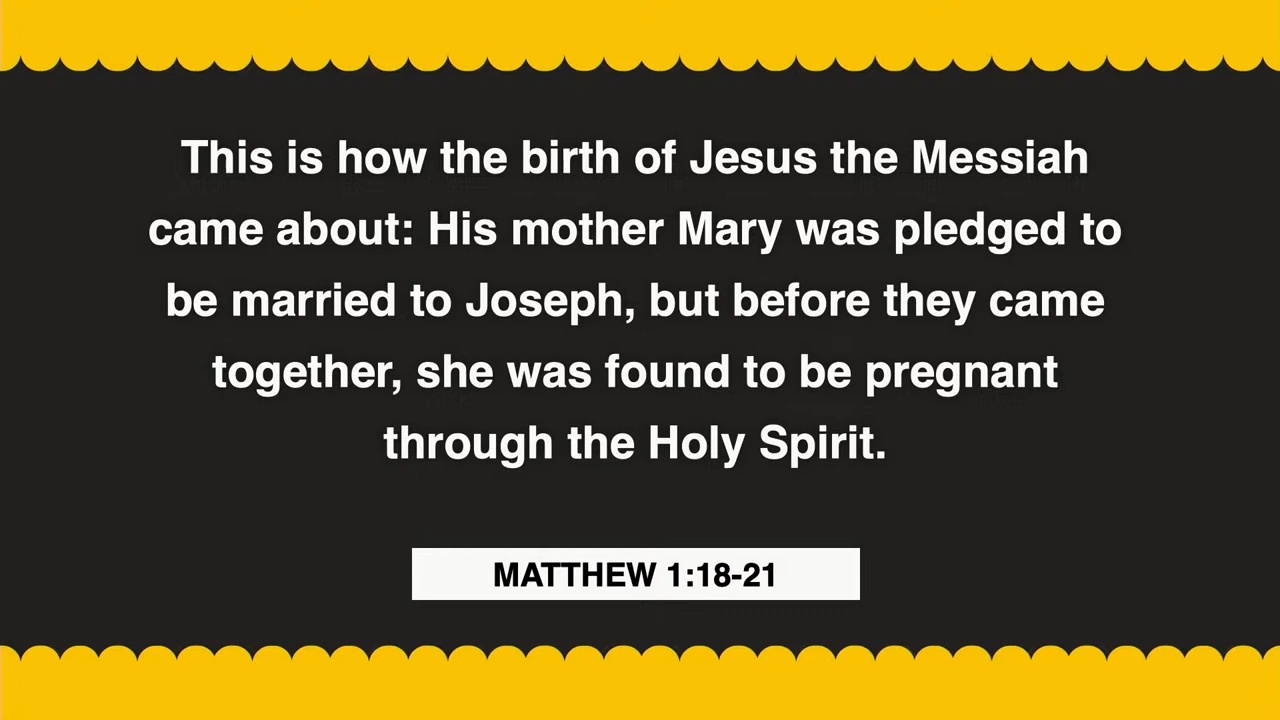 This is how the birth of Jesus the Messiah
came about: His mother Mary was pledged to
be married to Joseph, but before they came
together, she was found to be pregnant
through the Holy Spirit.
MATTHEW 1:18-21